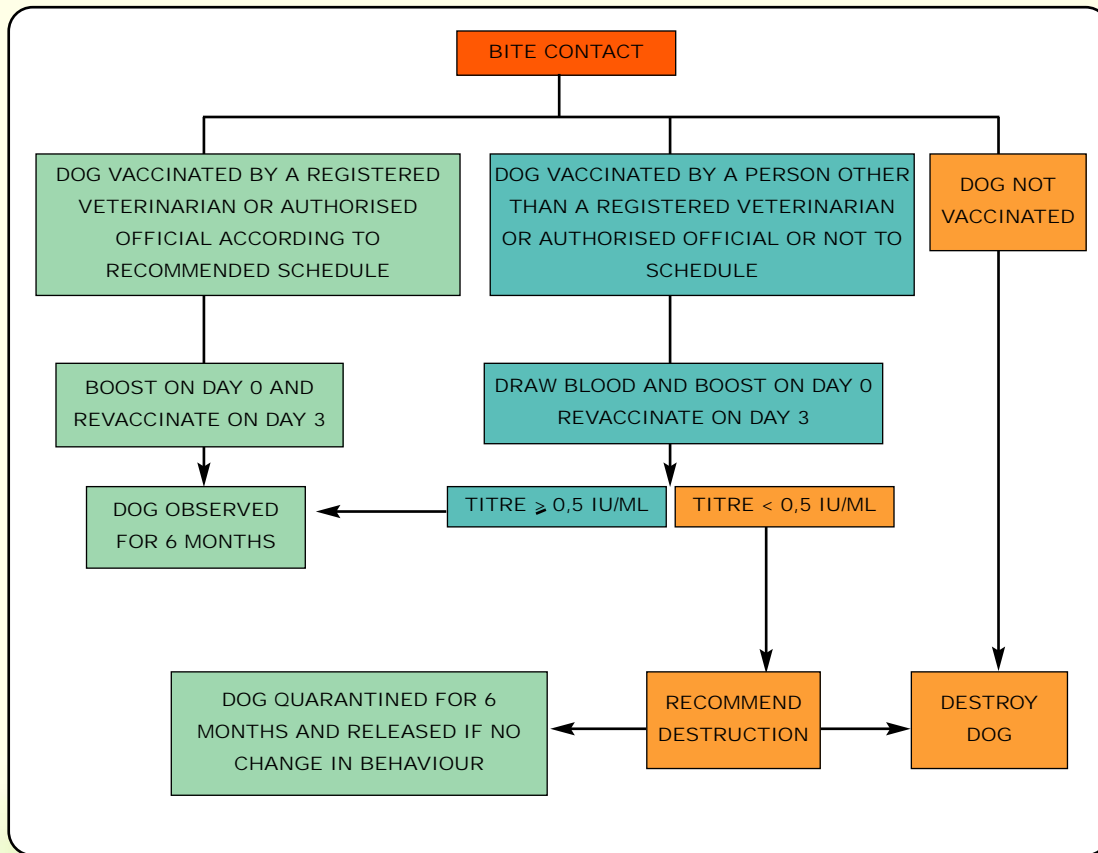 BITE CONTACT
DOG VACCINATED BY A REGISTERED
VETERINARIAN OR AUTHORISED
OFFICIAL ACCORDING TO
RECOMMENDED SCHEDULE
DOG VACCINATED BY A PERSON OTHER
THAN A REGISTERED VETERINARIAN
OR AUTHORISED OFFICIAL OR NOT TO
SCHEDULE
DOG NOT
VACCINATED
BOOST ON DAY 0 AND
REVACCINATE ON DAY 3
DRAW BLOOD AND BOOST ON DAY 0
REVACCINATE ON DAY 3
DOG OBSERVED
FOR 6 MONTHS
TITRE ⩾ 0,5 IU/ML
TITRE < 0,5 IU/ML
DOG QUARANTINED FOR 6
MONTHS AND RELEASED IF NO
CHANGE IN BEHAVIOUR
RECOMMEND
DESTRUCTION
DESTROY
DOG